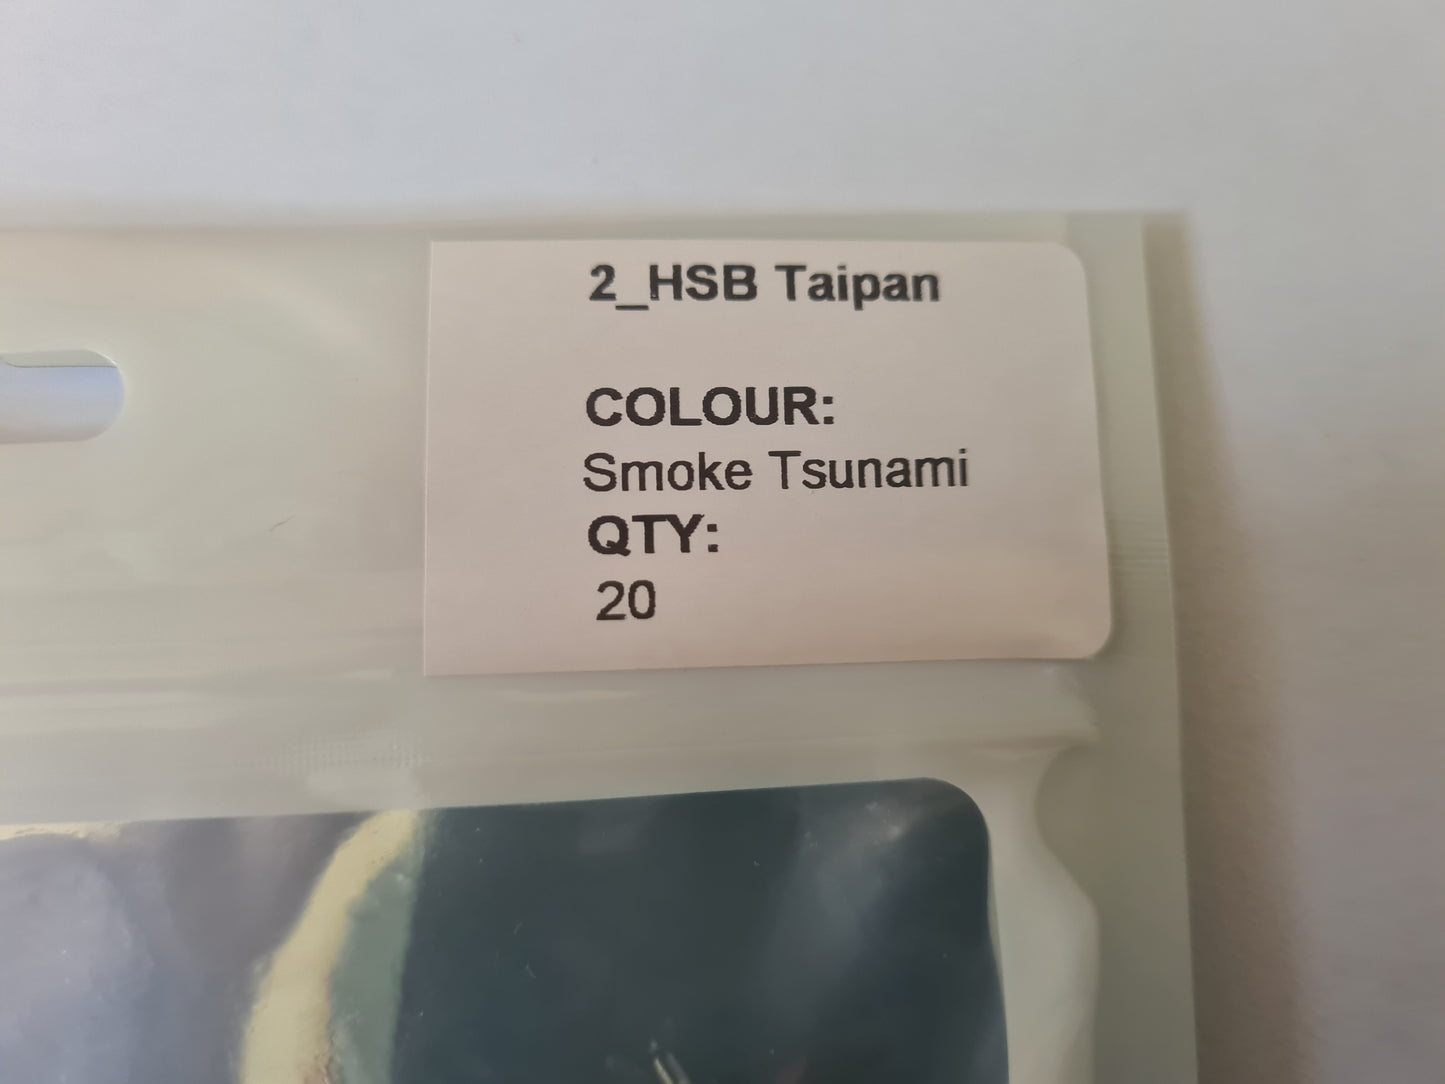 2_HSB Taipan
COLOUR:
Smoke Tsunami
QTY:
20